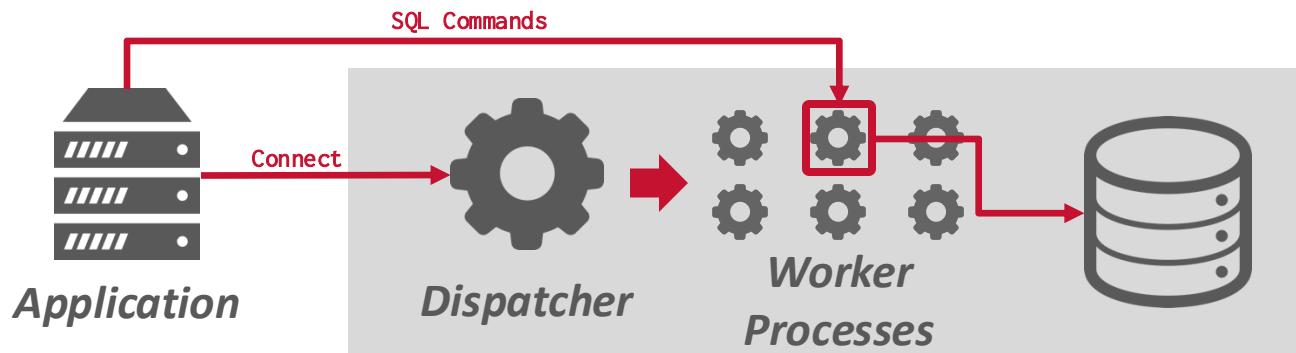 SQL Commands
Connect
Application
Dispatcher
Worker
Processes